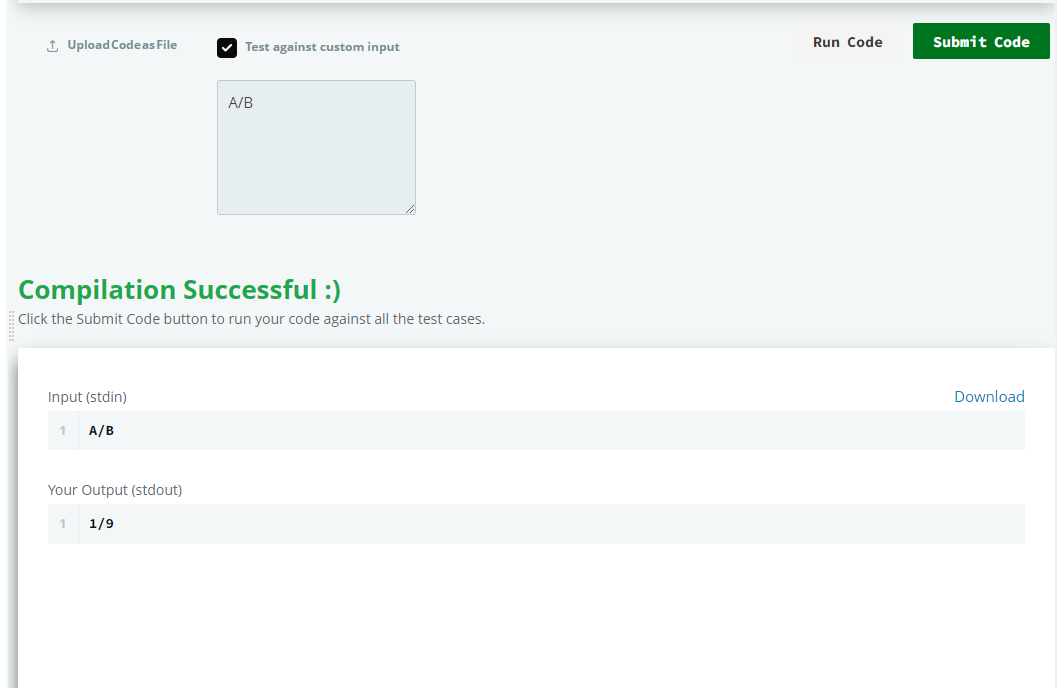 Upload Code as File
Test against custom input
Run Code
Submit Code
A/B
Compilation Successful :)
Click the Submit Code button to run your code against all the test cases.
Input (stdin)
Download
1 A/B
Your Output (stdout)
1 1/9